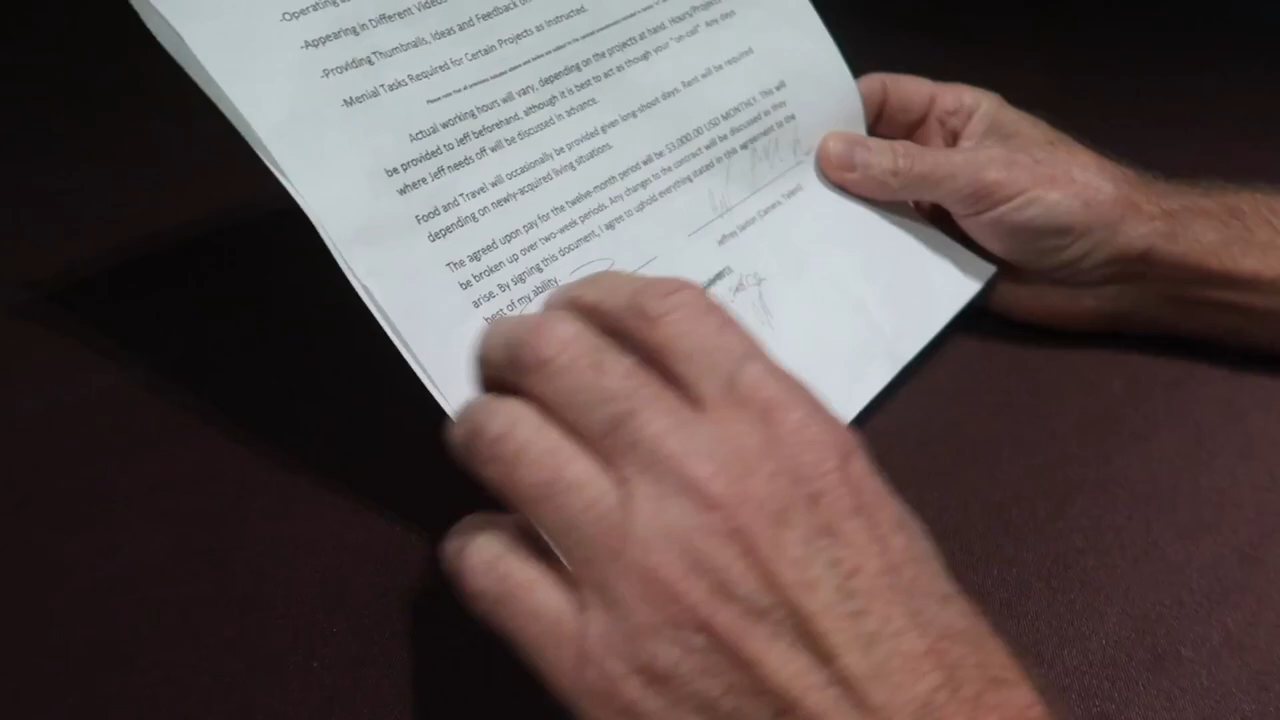 -Operating
-Appearing in Different Videos
-Providing Thumbnails, Ideas and Feedback
-Menial Tasks Required for Certain Projects as Instructed.
Actual working hours will vary, depending on the projects at hand. Hours/Projects
be provided to Jeff beforehand, although it is best to act as though your "on-call". Any days
where Jeff needs off will be discussed in advance.
Food and Travel will occasionally be provided given long-shoot days. Rent will be required
depending on newly-acquired living situations.
The agreed upon pay for the twelve-month period will be: $3,000.00 USD MONTHLY. This will
be broken up over two-week periods. Any changes to the contract will be discussed as they
arise. By signing this document, I agree to uphold everything stated in this agreement to the
best of my ability.
(Camera, Talent)